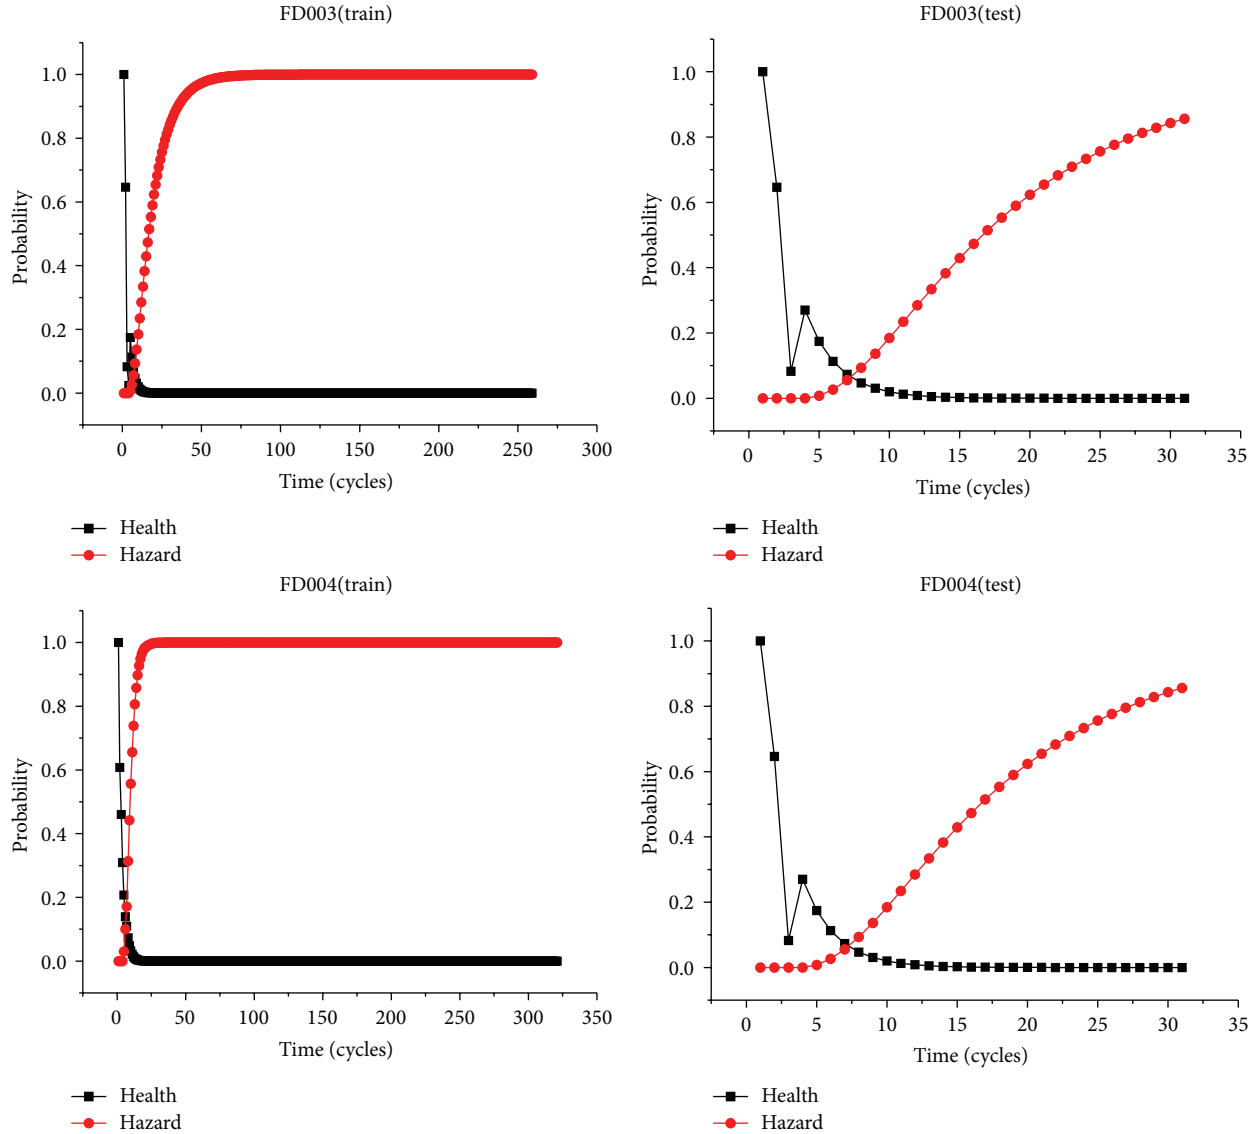 FD003(train)
1.0
0.8
0.6
0.4
0.2
0.0
Probability
0 50 100 150 200 250 300
Time (cycles)
Health
Hazard
FD003(test)
1.0
0.8
0.6
0.4
0.2
0.0
Probability
0 5 10 15 20 25 30 35
Time (cycles)
Health
Hazard
FD004(train)
1.0
0.8
0.6
0.4
0.2
0.0
Probability
0 50 100 150 200 250 300 350
Time (cycles)
Health
Hazard
FD004(test)
1.0
0.8
0.6
0.4
0.2
0.0
Probability
0 5 10 15 20 25 30 35
Time (cycles)
Health
Hazard